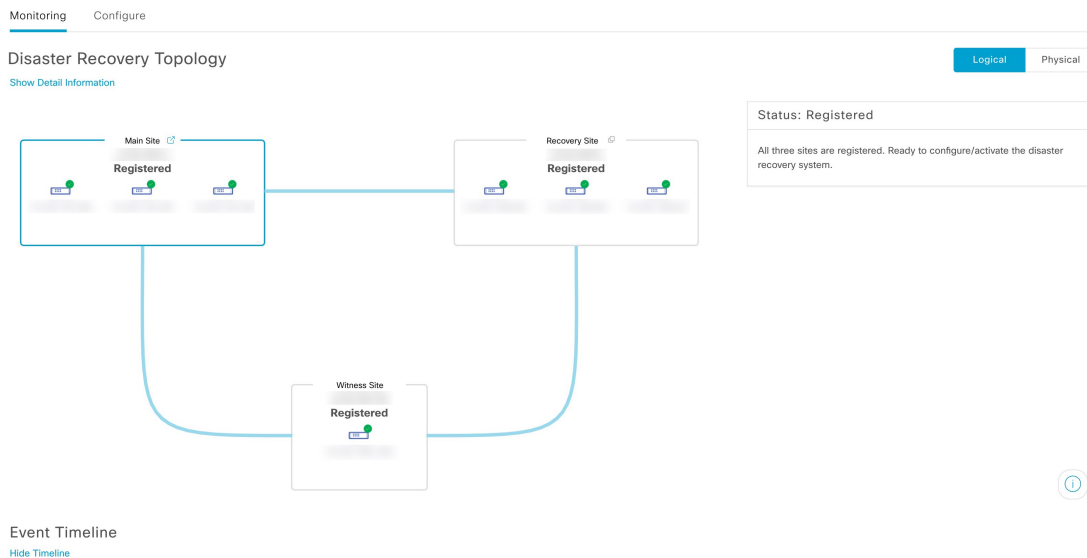 Monitoring Configure
Disaster Recovery Topology
Logical Physical
Show Detail Information
Status: Registered
All three sites are registered. Ready to configure/activate the disaster
recovery system.
Main Site
Registered
Recovery Site
Registered
Witness Site
Registered
Event Timeline
Hide Timeline